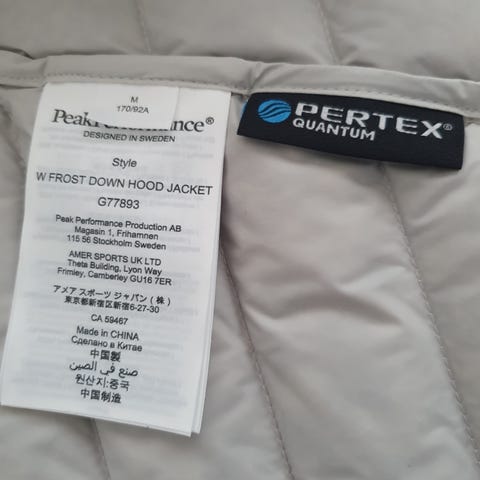 M
170/92A
PeakPerformance®
DESIGNED IN SWEDEN
Style
W FROST DOWN HOOD JACKET
G77893
Peak Performance Production AB
Magasin 1, Frihamnen
115 56 Stockholm Sweden
AMER SPORTS UK LTD
Theta Building, Lyon Way
Frimley, Camberley GU16 7ER
アメア スポーツ ジャパン(株)
東京都新宿区新宿6-27-30
CA 59467
Made in CHINA
Сделано в Китае
中国製
صنع في الصين
원산지:중국
中国制造
PERTEX®
QUANTUM